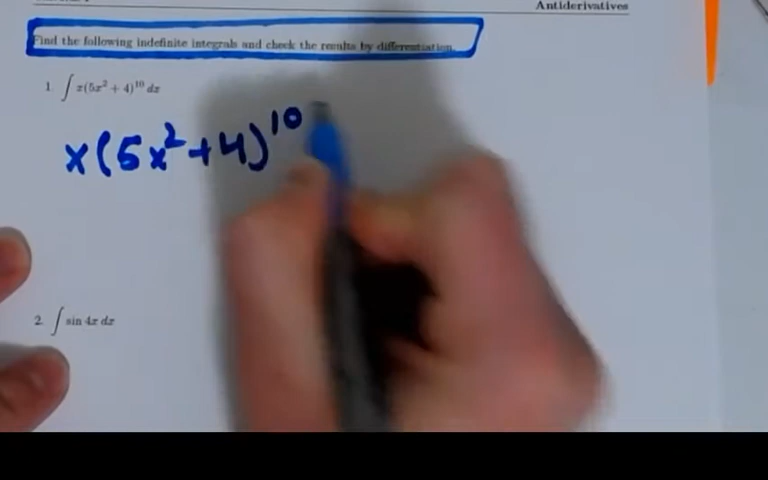 Antiderivatives
Find the following indefinite integrals and check the results by differentiation.
1. ∫ x(5x² + 4)¹⁰ dx
x(5x²+4)¹⁰
2. ∫ sin 4x dx